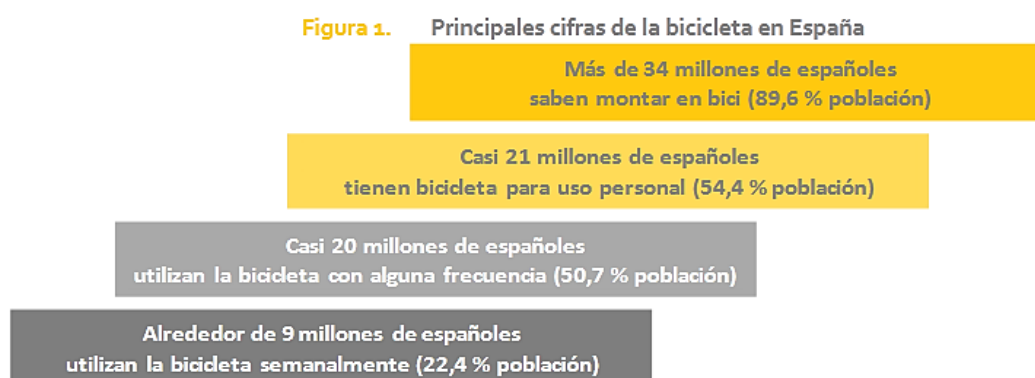 Figura 1. Principales cifras de la bicicleta en España
Más de 34 millones de españoles
saben montar en bici (89,6 % población)
Casi 21 millones de españoles
tienen bicicleta para uso personal (54,4 % población)
Casi 20 millones de españoles
utilizan la bicicleta con alguna frecuencia (50,7 % población)
Alrededor de 9 millones de españoles
utilizan la bicicleta semanalmente (22,4 % población)